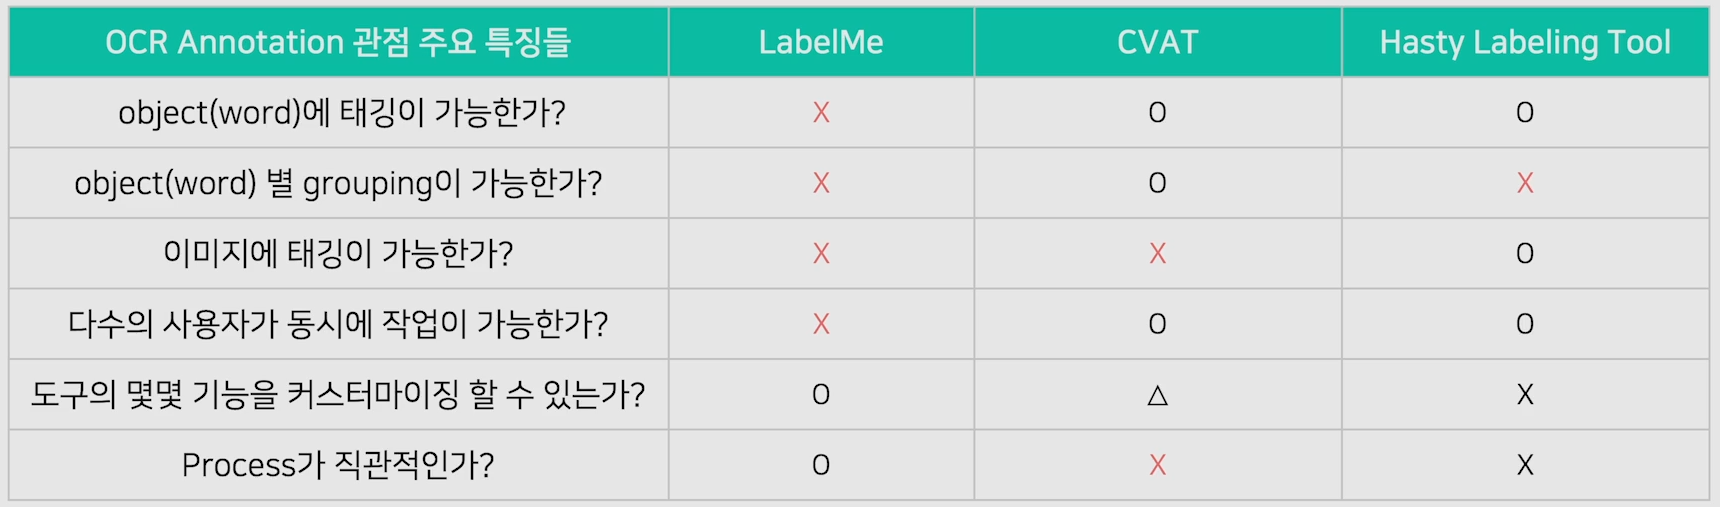 OCR Annotation 관점 주요 특징들 LabelMe CVAT Hasty Labeling Tool
object(word)에 태깅이 가능한가? X O O
object(word) 별 grouping이 가능한가? X O X
이미지에 태깅이 가능한가? X X O
다수의 사용자가 동시에 작업이 가능한가? X O O
도구의 몇몇 기능을 커스터마이징 할 수 있는가? O △ X
Process가 직관적인가? O X X